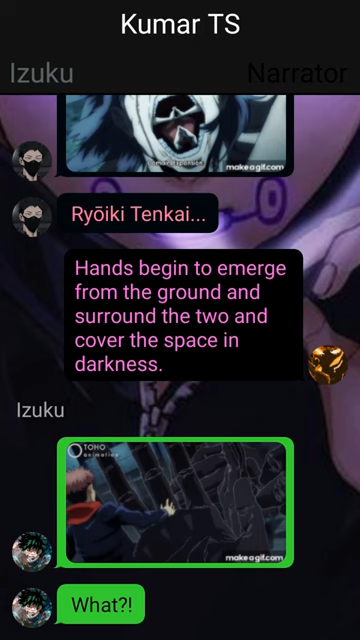 Kumar TS
Izuku
Narrator
makeagif.com
Ryōiki Tenkai...
Hands begin to emerge
from the ground and
surround the two and
cover the space in
darkness.
Izuku
TOHO
animation
makeagif.com
What?!